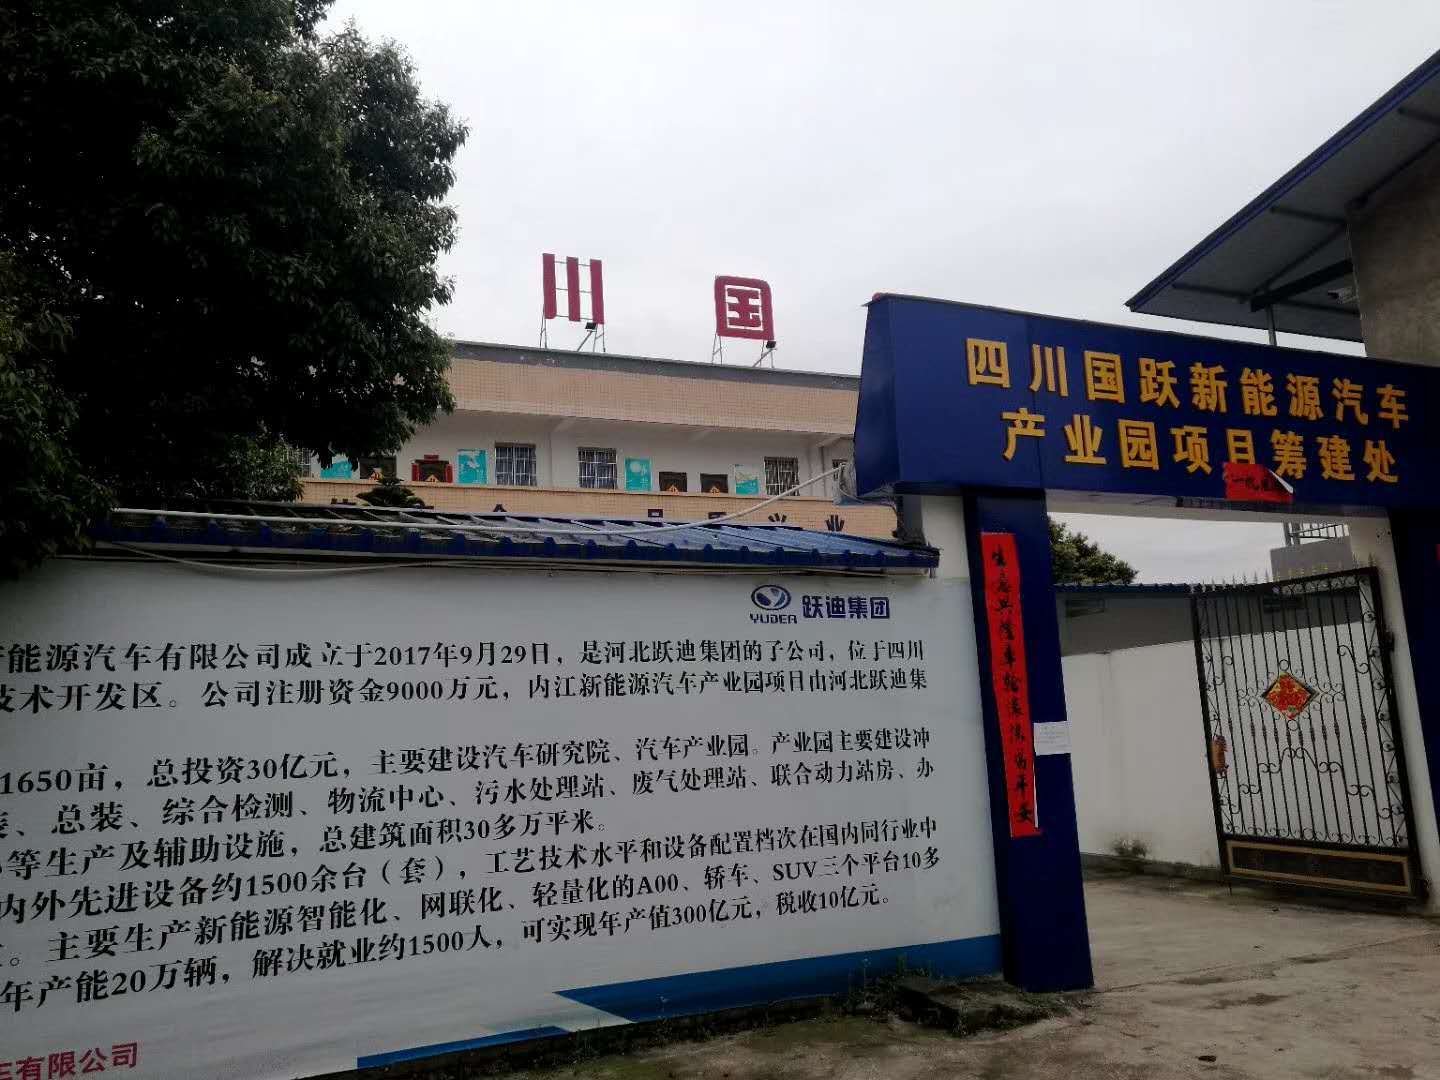 川 国
四川国跃新能源汽车
产业园项目筹建处
YUDEA 跃迪集团
能源汽车有限公司成立于2017年9月29日，是河北跃迪集团的子公司，位于四川
技术开发区。公司注册资金9000万元，内江新能源汽车产业园项目由河北跃迪集
1650亩，总投资30亿元，主要建设汽车研究院、汽车产业园。产业园主要建设冲
、总装、综合检测、物流中心、污水处理站、废气处理站、联合动力站房、办
等生产及辅助设施，总建筑面积30多万平米。
内外先进设备约1500余台（套），工艺技术水平和设备配置档次在国内同行业中
。主要生产新能源智能化、网联化、轻量化的A00、轿车、SUV三个平台10多
年产能20万辆，解决就业约1500人，可实现年产值300亿元，税收10亿元。
车有限公司
生意兴隆车轮滚滚尚平安